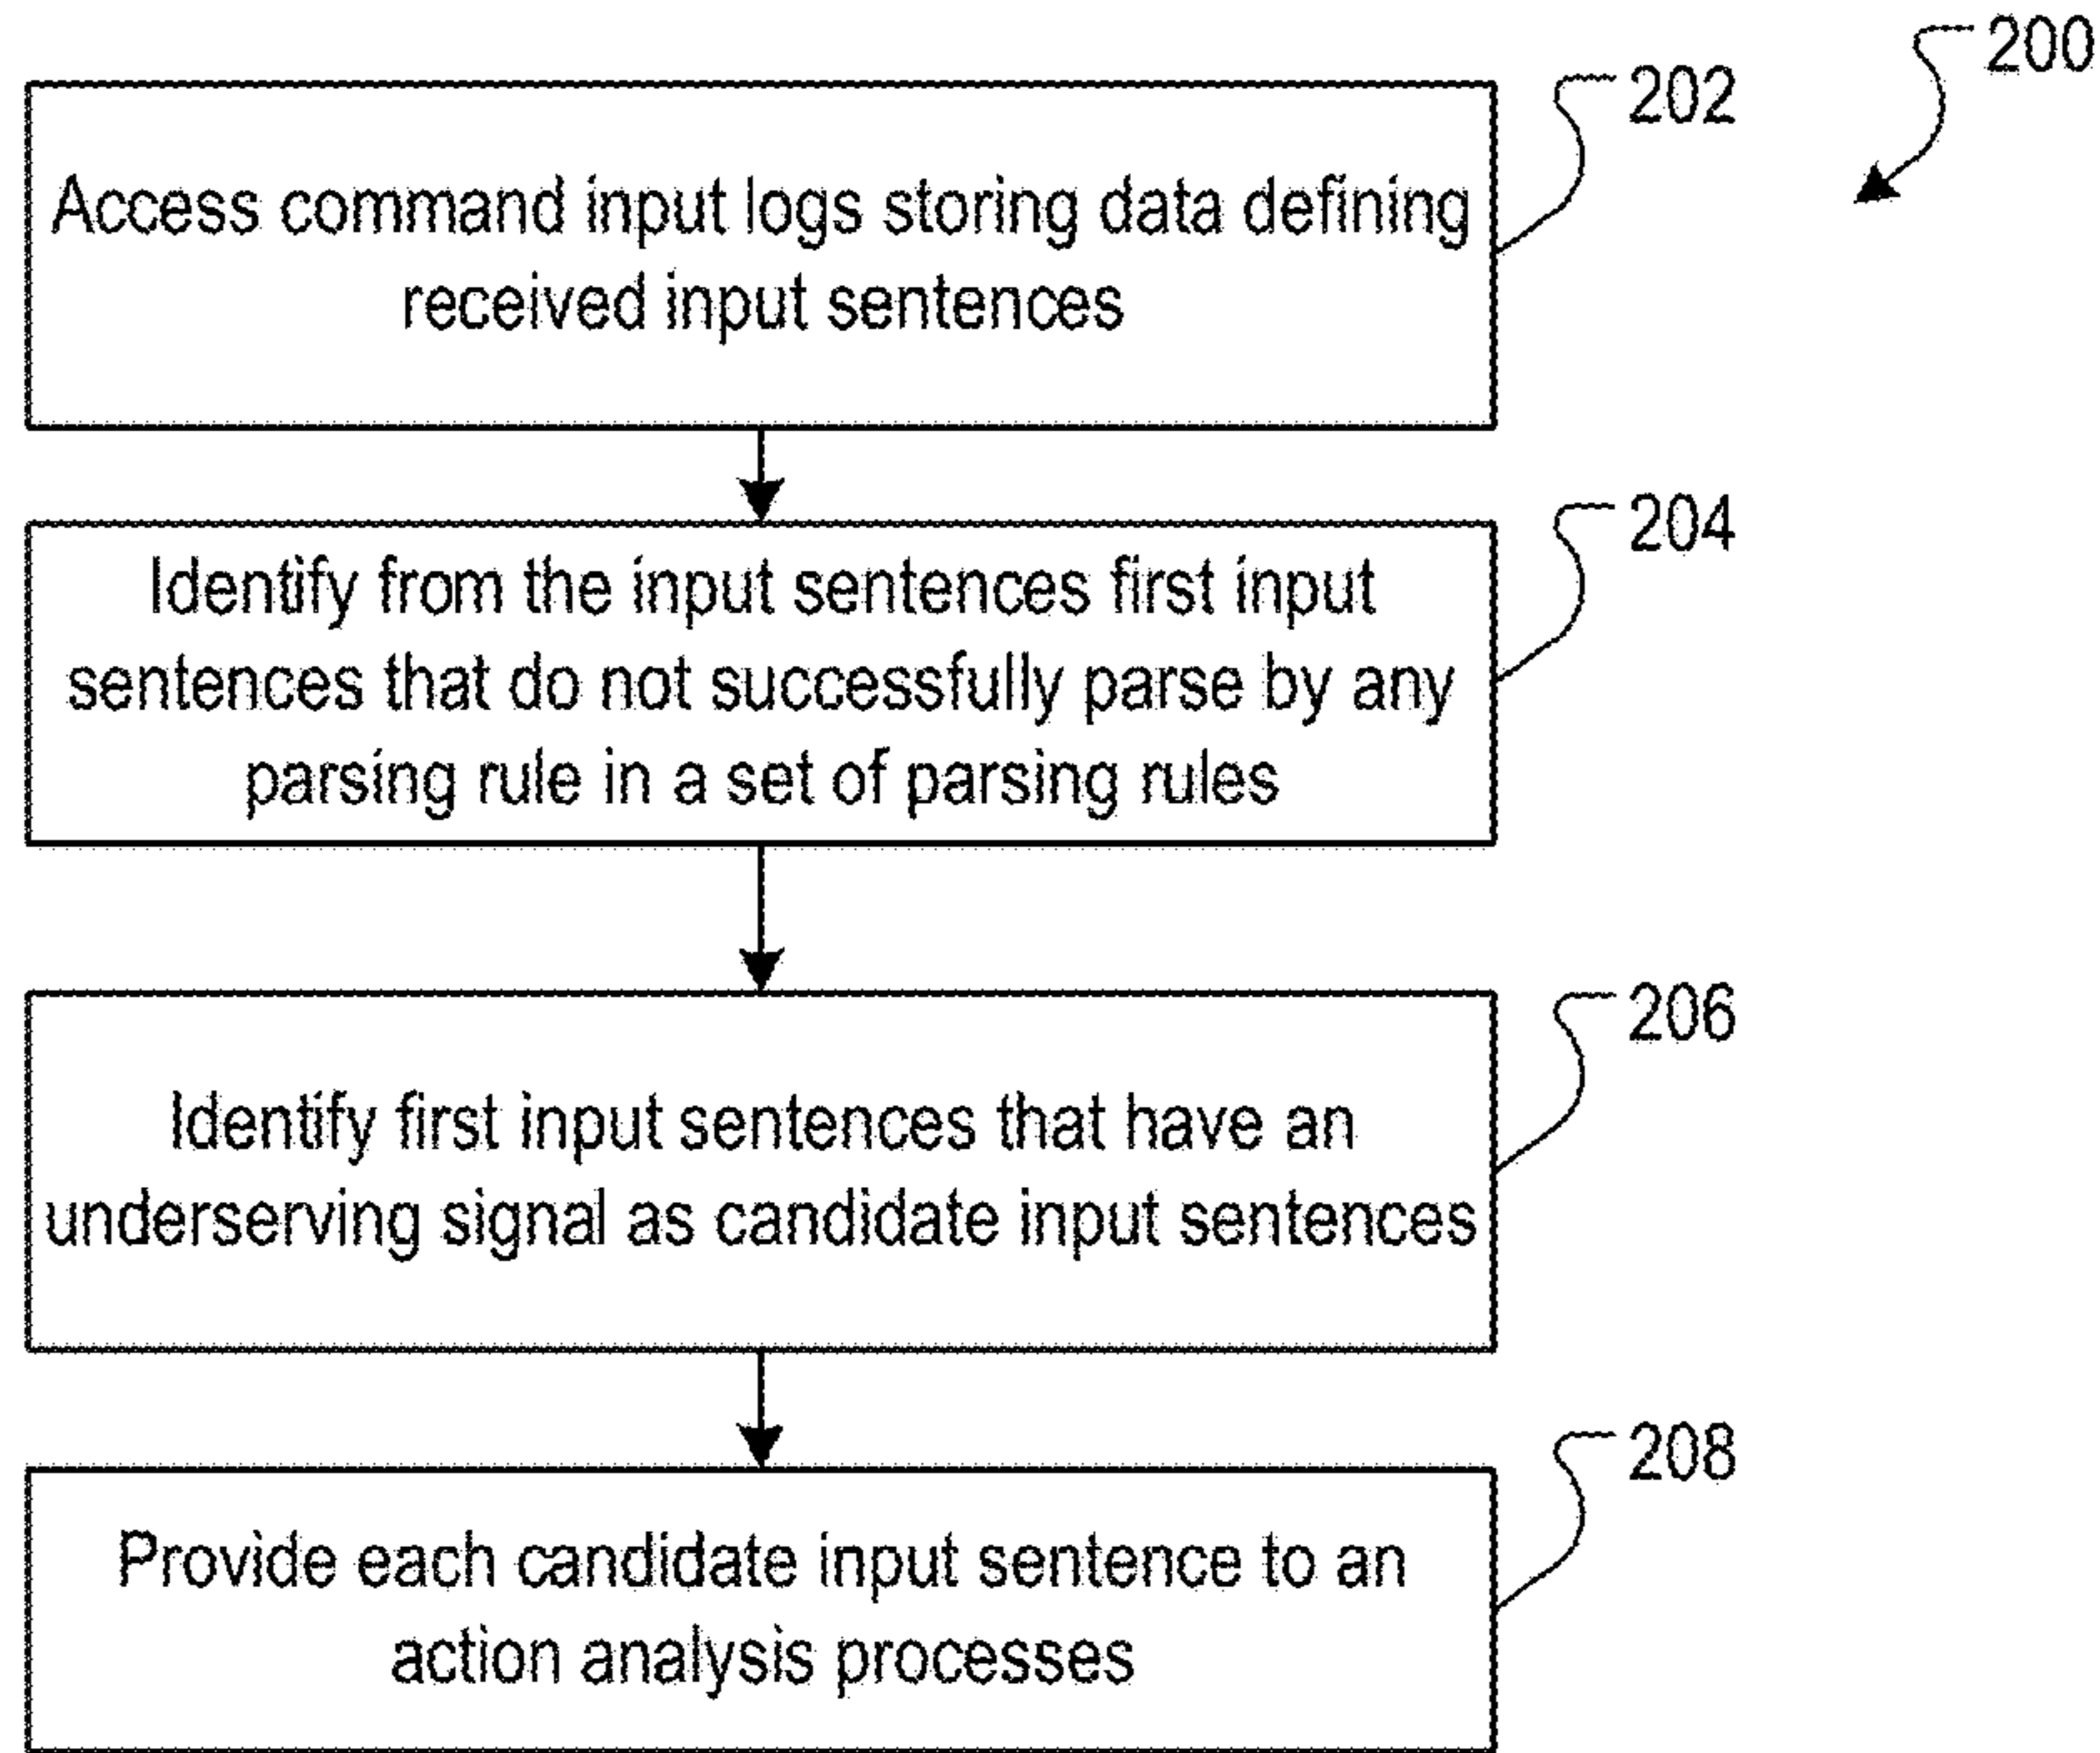 200
202
Access command input logs storing data defining
received input sentences
204
Identify from the input sentences first input
sentences that do not successfully parse by any
parsing rule in a set of parsing rules
206
Identify first input sentences that have an
underserving signal as candidate input sentences
208
Provide each candidate input sentence to an
action analysis processes